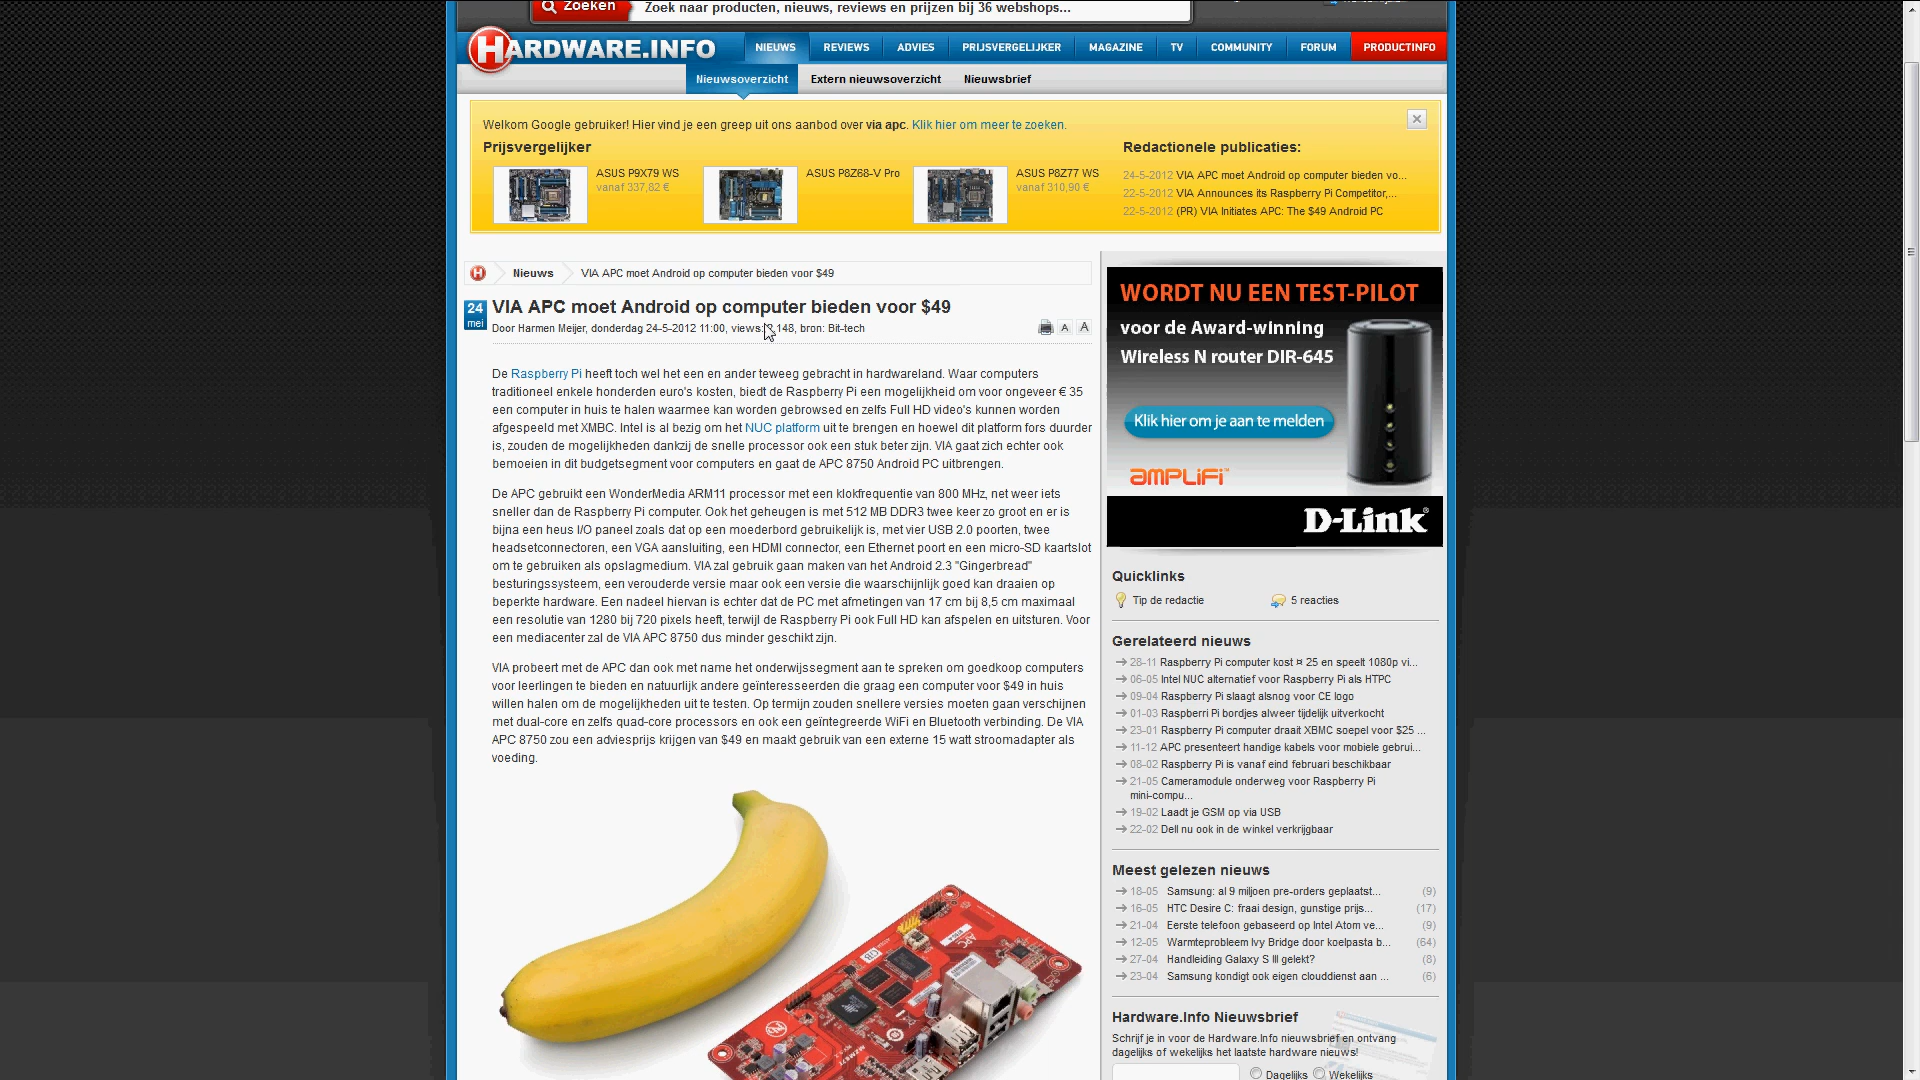 Zoeken
Zoek naar producten, nieuws, reviews en prijzen bij 36 webshops...
HARDWARE.INFO
NIEUWS REVIEWS ADVIES PRIJSVERGELIJKER MAGAZINE TV COMMUNITY FORUM PRODUCTINFO
Nieuwsoverzicht Extern nieuwsoverzicht Nieuwsbrief
Welkom Google gebruiker! Hier vind je een greep uit ons aanbod over via apc. Klik hier om meer te zoeken.
Prijsvergelijker
ASUS P9X79 WS
vanaf 337,82 €
ASUS P8Z68-V Pro
ASUS P8Z77 WS
vanaf 310,90 €
Redactionele publicaties:
24-5-2012 VIA APC moet Android op computer bieden vo...
22-5-2012 VIA Announces its Raspberry Pi Competitor,...
22-5-2012 (PR) VIA Initiates APC: The $49 Android PC
H Nieuws VIA APC moet Android op computer bieden voor $49
24 mei
VIA APC moet Android op computer bieden voor $49
Door Harmen Meijer, donderdag 24-5-2012 11:00, views: 148, bron: Bit-tech
A A
De Raspberry Pi heeft toch wel het een en ander teweeg gebracht in hardwareland. Waar computers
traditioneel enkele honderden euro's kosten, biedt de Raspberry Pi een mogelijkheid om voor ongeveer € 35
een computer in huis te halen waarmee kan worden gebrowsed en zelfs Full HD video's kunnen worden
afgespeeld met XMBC. Intel is al bezig om het NUC platform uit te brengen en hoewel dit platform fors duurder
is, zouden de mogelijkheden dankzij de snelle processor ook een stuk beter zijn. VIA gaat zich echter ook
bemoeien in dit budgetsegment voor computers en gaat de APC 8750 Android PC uitbrengen.
De APC gebruikt een WonderMedia ARM11 processor met een klokfrequentie van 800 MHz, net weer iets
sneller dan de Raspberry Pi computer. Ook het geheugen is met 512 MB DDR3 twee keer zo groot en er is
bijna een heus I/O paneel zoals dat op een moederbord gebruikelijk is, met vier USB 2.0 poorten, twee
headsetconnectoren, een VGA aansluiting, een HDMI connector, een Ethernet poort en een micro-SD kaartslot
om te gebruiken als opslagmedium. VIA zal gebruik gaan maken van het Android 2.3 "Gingerbread"
besturingssysteem, een verouderde versie maar ook een versie die waarschijnlijk goed kan draaien op
beperkte hardware. Een nadeel hiervan is echter dat de PC met afmetingen van 17 cm bij 8,5 cm maximaal
een resolutie van 1280 bij 720 pixels heeft, terwijl de Raspberry Pi ook Full HD kan afspelen en uitsturen. Voor
een mediacenter zal de VIA APC 8750 dus minder geschikt zijn.
VIA probeert met de APC dan ook met name het onderwijssegment aan te spreken om goedkoop computers
voor leerlingen te bieden en natuurlijk andere geïnteresseerden die graag een computer voor $49 in huis
willen halen om de mogelijkheden uit te testen. Op termijn zouden snellere versies moeten gaan verschijnen
met dual-core en zelfs quad-core processors en ook een geïntegreerde WiFi en Bluetooth verbinding. De VIA
APC 8750 zou een adviesprijs krijgen van $49 en maakt gebruik van een externe 15 watt stroomadapter als
voeding.
APC
WORDT NU EEN TEST-PILOT
voor de Award-winning
Wireless N router DIR-645
Klik hier om je aan te melden
AMPLIFI™
D-Link®
Quicklinks
Tip de redactie 5 reacties
Gerelateerd nieuws
28-11 Raspberry Pi computer kost ¤ 25 en speelt 1080p vi...
06-05 Intel NUC alternatief voor Raspberry Pi als HTPC
09-04 Raspberry Pi slaagt alsnog voor CE logo
01-03 Raspberri Pi bordjes alweer tijdelijk uitverkocht
23-01 Raspberry Pi computer draait XBMC soepel voor $25 ...
11-12 APC presenteert handige kabels voor mobiele gebrui...
08-02 Raspberry Pi is vanaf eind februari beschikbaar
21-05 Cameramodule onderweg voor Raspberry Pi
mini-compu...
19-02 Laadt je GSM op via USB
22-02 Dell nu ook in de winkel verkrijgbaar
Meest gelezen nieuws
18-05 Samsung: al 9 miljoen pre-orders geplaatst... (9)
16-05 HTC Desire C: fraai design, gunstige prijs... (17)
21-04 Eerste telefoon gebaseerd op Intel Atom ve... (9)
12-05 Warmteprobleem Ivy Bridge door koelpasta b... (64)
27-04 Handleiding Galaxy S III gelekt? (8)
23-04 Samsung kondigt ook eigen clouddienst aan ... (6)
Hardware.Info Nieuwsbrief
Schrijf je in voor de Hardware.Info nieuwsbrief en ontvang
dagelijks of wekelijks het laatste hardware nieuws!
Dagelijks Wekelijks